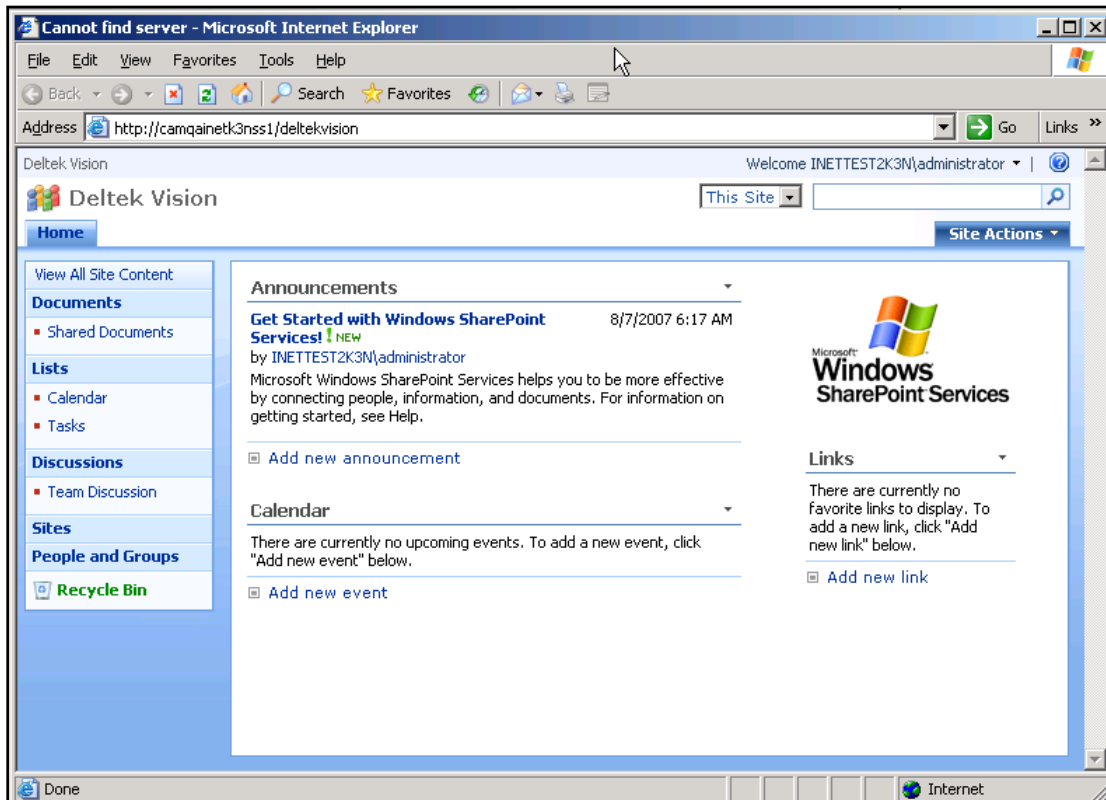 Cannot find server - Microsoft Internet Explorer
File Edit View Favorites Tools Help
Back Search Favorites
Address http://camqainetk3nss1/deltekvision Go Links »
Deltek Vision Welcome INETTEST2K3N\administrator |
Deltek Vision This Site
Home Site Actions
View All Site Content
Documents
Shared Documents
Lists
Calendar
Tasks
Discussions
Team Discussion
Sites
People and Groups
Recycle Bin
Announcements
Get Started with Windows SharePoint 8/7/2007 6:17 AM
Services! ! NEW
by INETTEST2K3N\administrator
Microsoft Windows SharePoint Services helps you to be more effective
by connecting people, information, and documents. For information on
getting started, see Help.
Add new announcement
Calendar
There are currently no upcoming events. To add a new event, click
"Add new event" below.
Add new event
Microsoft
Windows
SharePoint Services
Links
There are currently no
favorite links to display. To
add a new link, click "Add
new link" below.
Add new link
Done Internet